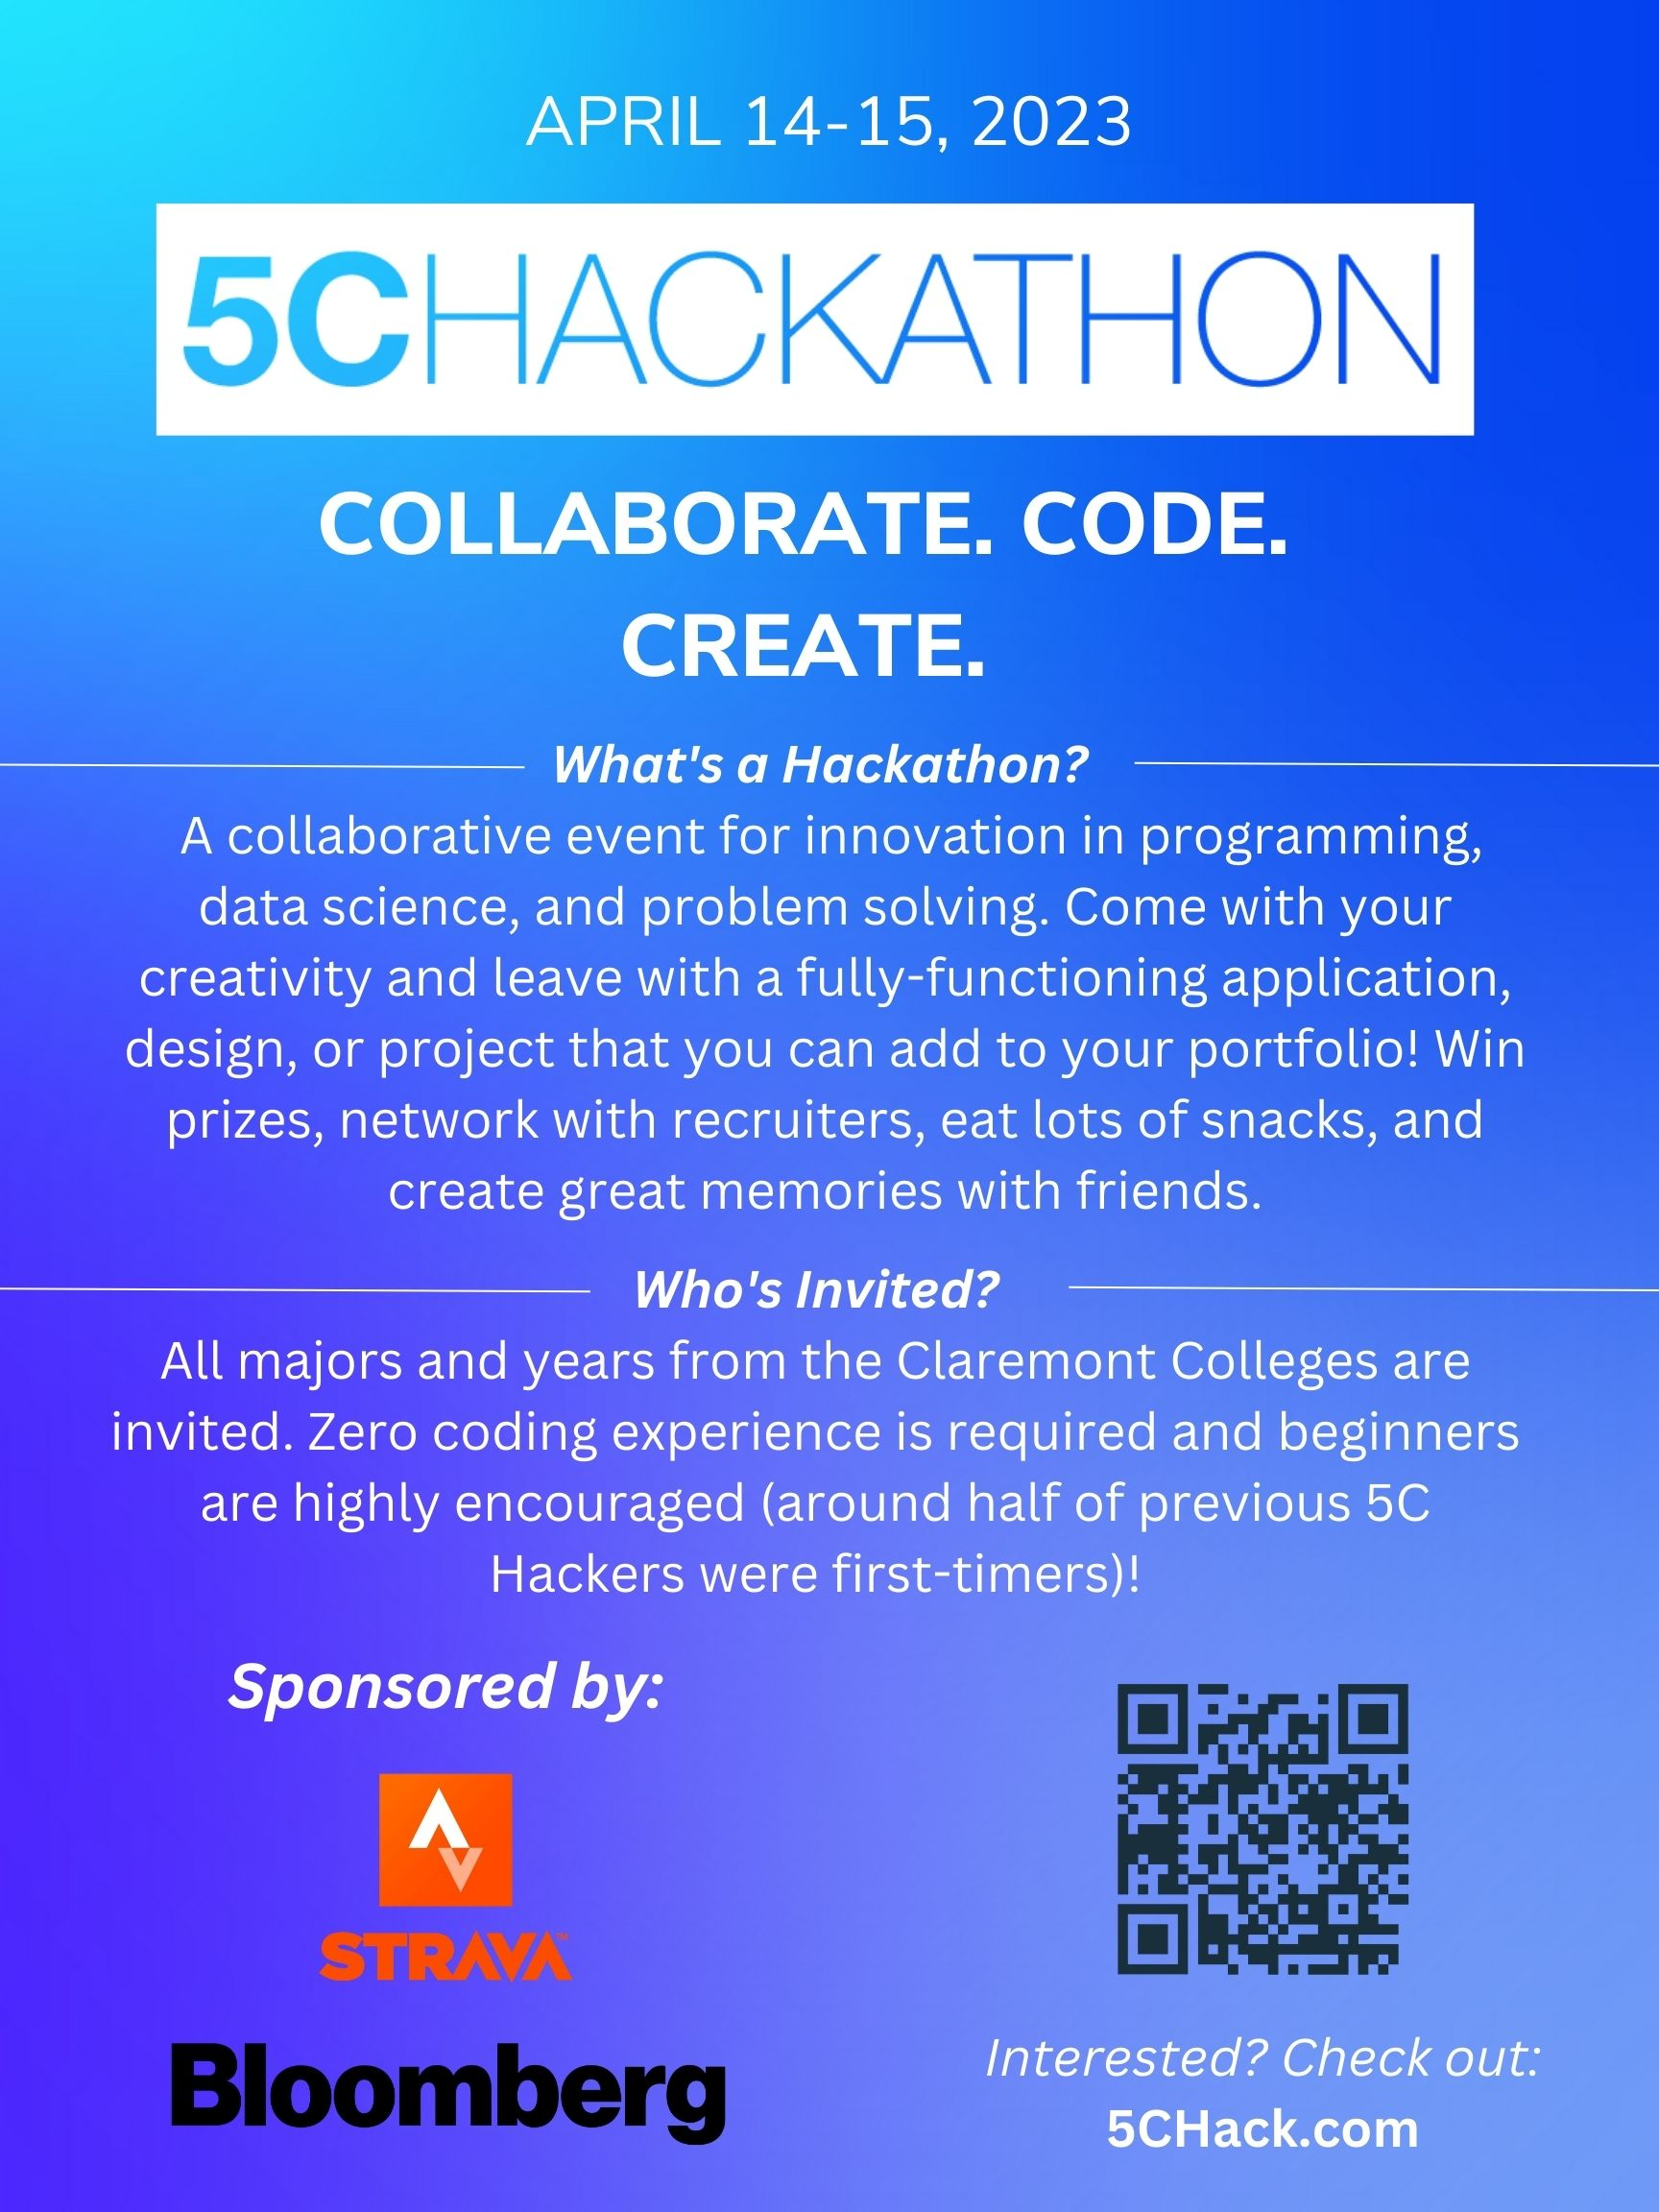 APRIL 14-15, 2023
5CHACKATHON
COLLABORATE. CODE.
CREATE.
What's a Hackathon?
A collaborative event for innovation in programming,
data science, and problem solving. Come with your
creativity and leave with a fully-functioning application,
design, or project that you can add to your portfolio! Win
prizes, network with recruiters, eat lots of snacks, and
create great memories with friends.
Who's Invited?
All majors and years from the Claremont Colleges are
invited. Zero coding experience is required and beginners
are highly encouraged (around half of previous 5C
Hackers were first-timers)!
Sponsored by:
STRAVA™
Bloomberg
Interested? Check out:
5CHack.com